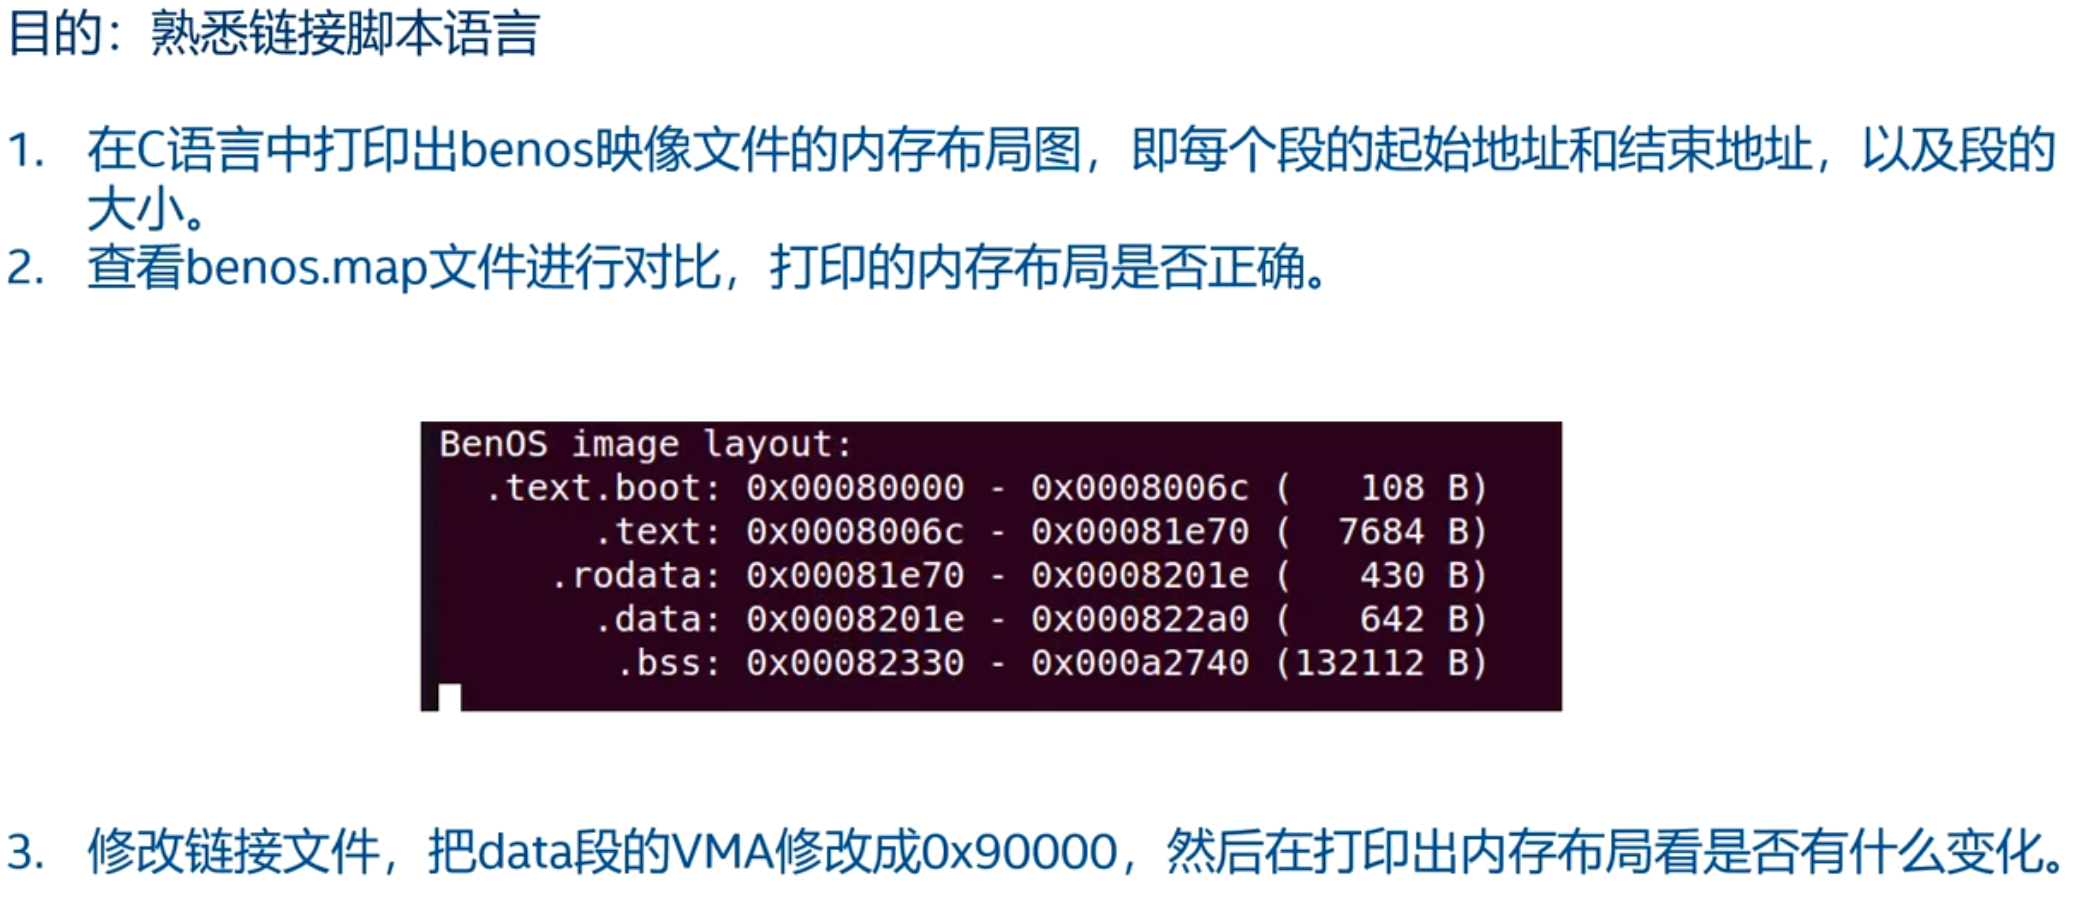 目的：熟悉链接脚本语言
1. 在C语言中打印出benos映像文件的内存布局图，即每个段的起始地址和结束地址，以及段的
大小。
2. 查看benos.map文件进行对比，打印的内存布局是否正确。
BenOS image layout:
.text.boot: 0x00080000 - 0x0008006c (   108 B)
.text: 0x0008006c - 0x00081e70 (  7684 B)
.rodata: 0x00081e70 - 0x0008201e (   430 B)
.data: 0x0008201e - 0x000822a0 (   642 B)
.bss: 0x00082330 - 0x000a2740 (132112 B)
3. 修改链接文件，把data段的VMA修改成0x90000，然后在打印出内存布局看是否有什么变化。